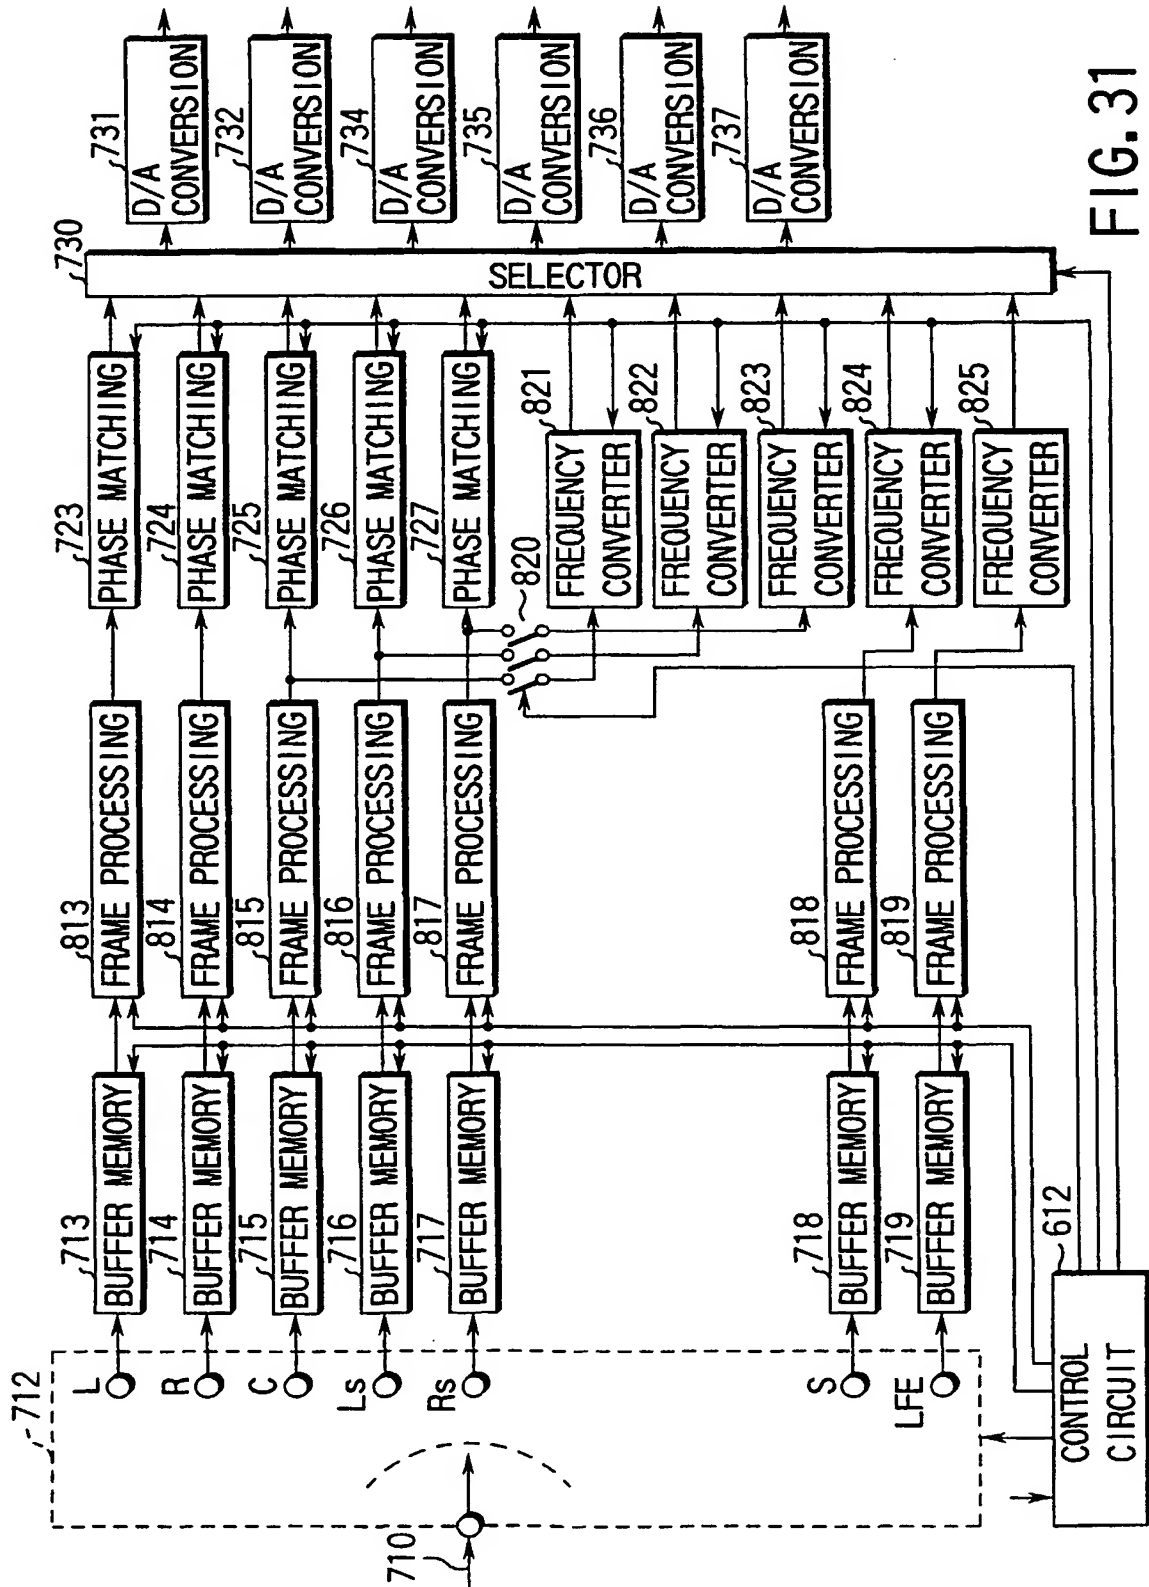 712
710
L
R
C
Ls
Rs
S
LFE
713
BUFFER MEMORY
714
BUFFER MEMORY
715
BUFFER MEMORY
716
BUFFER MEMORY
717
BUFFER MEMORY
718
BUFFER MEMORY
719
BUFFER MEMORY
612
CONTROL
CIRCUIT
813
FRAME PROCESSING
814
FRAME PROCESSING
815
FRAME PROCESSING
816
FRAME PROCESSING
817
FRAME PROCESSING
818
FRAME PROCESSING
819
FRAME PROCESSING
820
723
PHASE MATCHING
724
PHASE MATCHING
725
PHASE MATCHING
726
PHASE MATCHING
727
PHASE MATCHING
821
FREQUENCY
CONVERTER
822
FREQUENCY
CONVERTER
823
FREQUENCY
CONVERTER
824
FREQUENCY
CONVERTER
825
FREQUENCY
CONVERTER
730
SELECTOR
731
D/A
CONVERSION
732
D/A
CONVERSION
734
D/A
CONVERSION
735
D/A
CONVERSION
736
D/A
CONVERSION
737
D/A
CONVERSION
FIG. 31